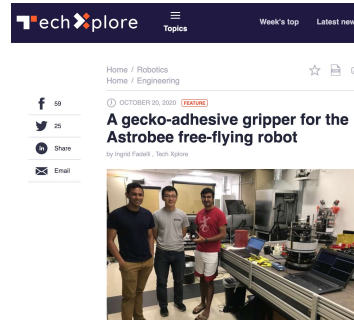 Tech Xplore
Topics
Week's top
Latest new
Home / Robotics
Home / Engineering
59
25
Share
Email
OCTOBER 20, 2020 FEATURE
A gecko-adhesive gripper for the
Astrobee free-flying robot
by Ingrid Fadelli , Tech Xplore